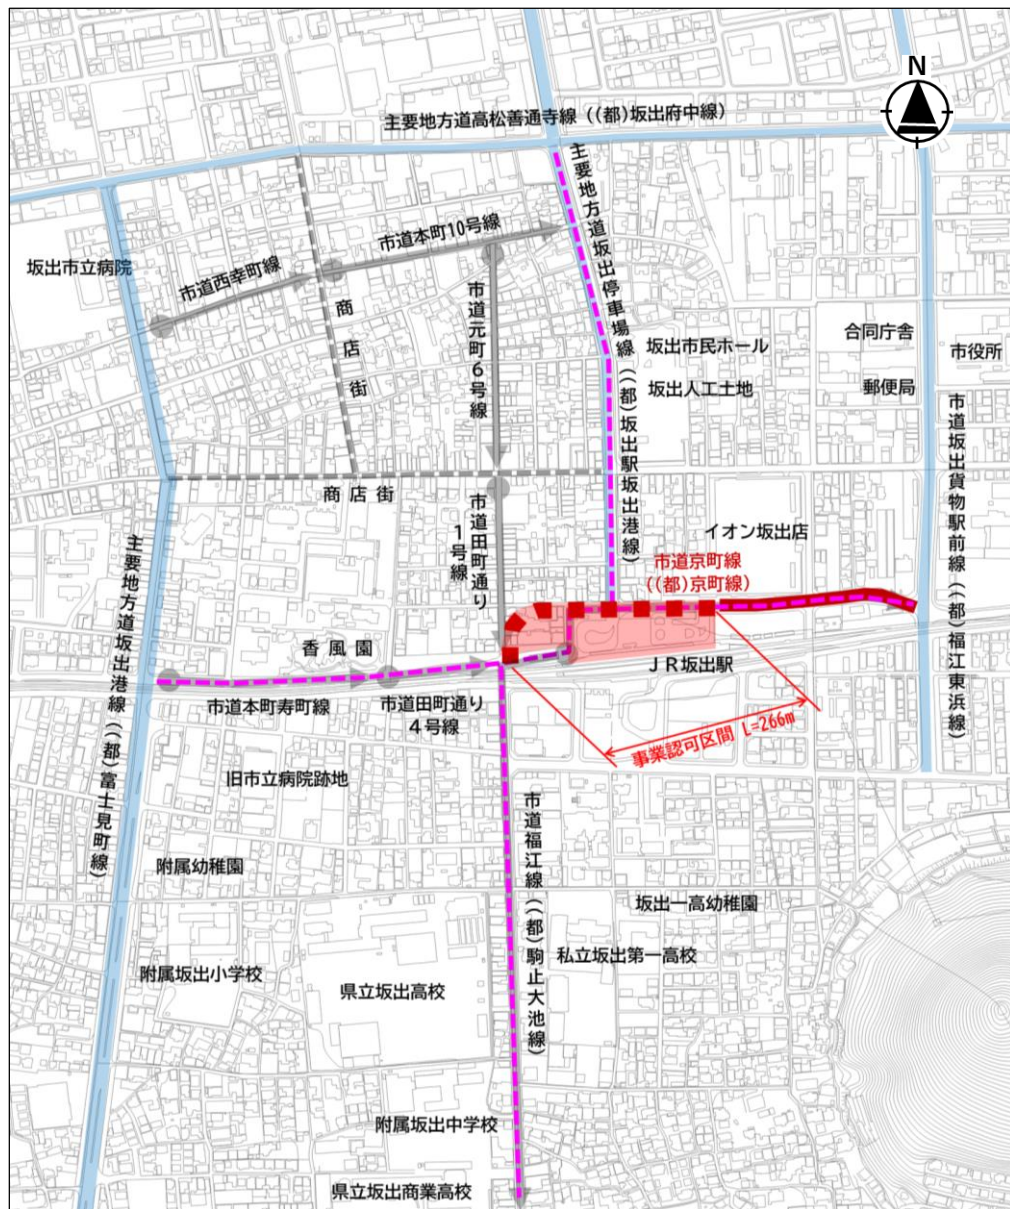 N
主要地方道高松善通寺線（(都)坂出府中線）
主要地方道坂出停車場線（(都)坂出駅坂出港線）
市道本町10号線
坂出市立病院
市道西幸町線
商店街
市道元町６号線
坂出市民ホール
合同庁舎
市役所
坂出人工土地
郵便局
市道坂出貨物駅前線（(都)福江東浜線）
商店街
市道田町通り
１号線
イオン坂出店
市道京町線
（(都)京町線）
主要地方道坂出港線（(都)富士見町線）
香風園
ＪＲ坂出駅
市道本町寿町線
市道田町通り
４号線
事業認可区間 L=266m
旧市立病院跡地
市道福江線（(都)駒止大池線）
附属幼稚園
坂出一高幼稚園
附属坂出小学校
私立坂出第一高校
県立坂出高校
附属坂出中学校
県立坂出商業高校